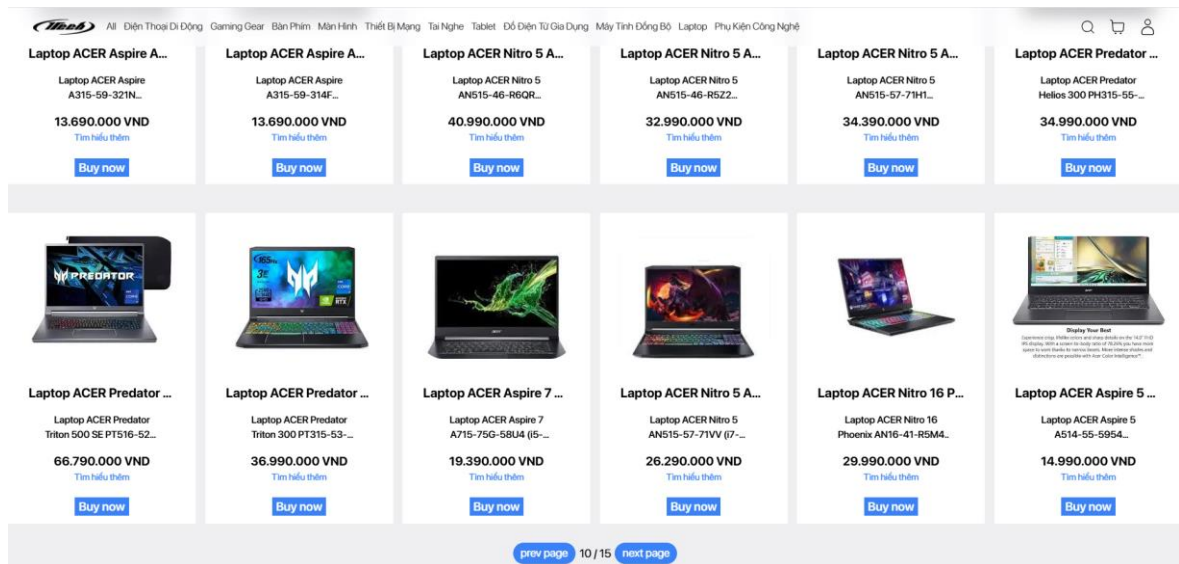 iTech All Điện Thoại Di Động Gaming Gear Bàn Phím Màn Hình Thiết Bị Mạng Tai Nghe Tablet Đồ Điện Tử Gia Dụng Máy Tính Đồng Bộ Laptop Phụ Kiện Công Nghệ
Laptop ACER Aspire A... Laptop ACER Aspire A... Laptop ACER Nitro 5 A... Laptop ACER Nitro 5 A... Laptop ACER Nitro 5 A... Laptop ACER Predator ...
Laptop ACER Aspire Laptop ACER Aspire Laptop ACER Nitro 5 Laptop ACER Nitro 5 Laptop ACER Nitro 5 Laptop ACER Predator
A315-59-321N... A315-59-314F... AN515-46-R6QR... AN515-46-R5Z2... AN515-57-71H1... Helios 300 PH315-55-...
13.690.000 VND 13.690.000 VND 40.990.000 VND 32.990.000 VND 34.390.000 VND 34.990.000 VND
Tìm hiểu thêm Tìm hiểu thêm Tìm hiểu thêm Tìm hiểu thêm Tìm hiểu thêm Tìm hiểu thêm
Buy now Buy now Buy now Buy now Buy now Buy now
PREDATOR
165Hz
Display Your Best
Laptop ACER Predator ... Laptop ACER Predator ... Laptop ACER Aspire 7 ... Laptop ACER Nitro 5 A... Laptop ACER Nitro 16 P... Laptop ACER Aspire 5 ...
Laptop ACER Predator Laptop ACER Predator Laptop ACER Aspire 7 Laptop ACER Nitro 5 Laptop ACER Nitro 16 Laptop ACER Aspire 5
Triton 500 SE PT516-52... Triton 300 PT315-53-... A715-75G-58U4 (i5-... AN515-57-71VV (i7-... Phoenix AN16-41-R5M4.. A514-55-5954...
66.790.000 VND 36.990.000 VND 19.390.000 VND 26.290.000 VND 29.990.000 VND 14.990.000 VND
Tìm hiểu thêm Tìm hiểu thêm Tìm hiểu thêm Tìm hiểu thêm Tìm hiểu thêm Tìm hiểu thêm
Buy now Buy now Buy now Buy now Buy now Buy now
prev page 10 / 15 next page